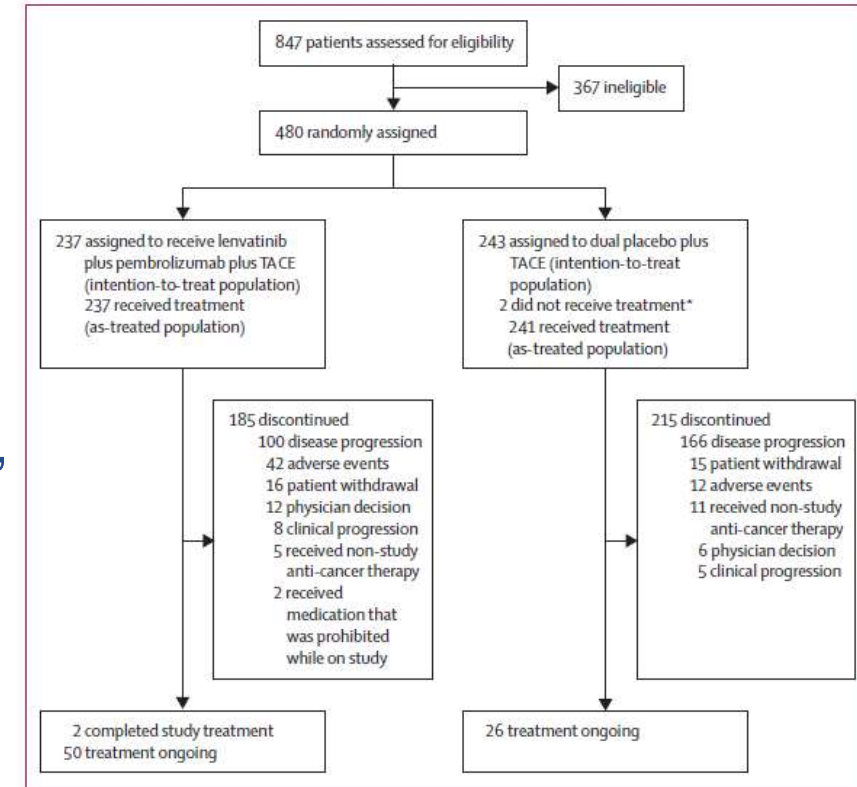 847 patients assessed for eligibility
367 ineligible
480 randomly assigned
237 assigned to receive lenvatinib
plus pembrolizumab plus TACE
(intention-to-treat population)
237 received treatment
(as-treated population)
243 assigned to dual placebo plus
TACE (intention-to-treat
population)
2 did not receive treatment*
241 received treatment
(as-treated population)
185 discontinued
100 disease progression
42 adverse events
16 patient withdrawal
12 physician decision
8 clinical progression
5 received non-study
anti-cancer therapy
2 received
medication that
was prohibited
while on study
215 discontinued
166 disease progression
15 patient withdrawal
12 adverse events
11 received non-study
anti-cancer therapy
6 physician decision
5 clinical progression
2 completed study treatment
50 treatment ongoing
26 treatment ongoing